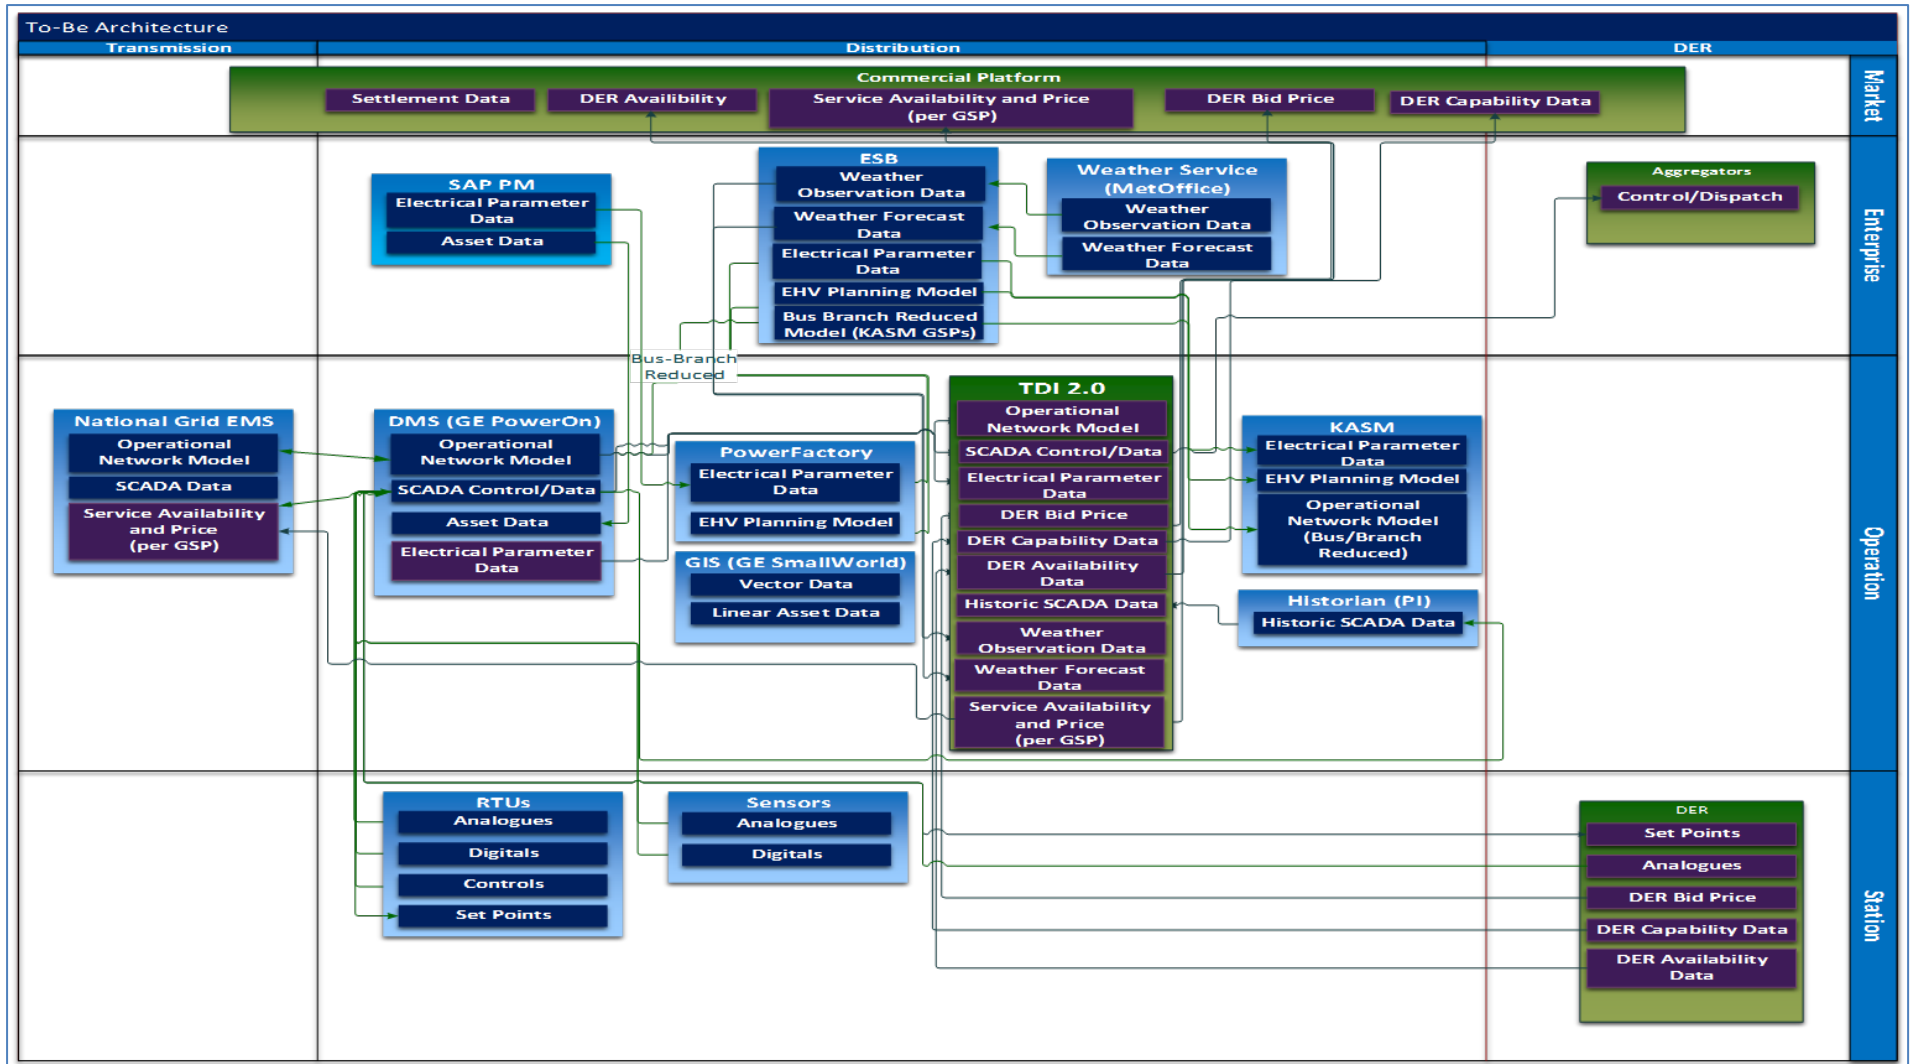 To-Be Architecture
Transmission
Distribution
DER
Market
Commercial Platform
Settlement Data
DER Availibility
Service Availability and Price
(per GSP)
DER Bid Price
DER Capability Data
Enterprise
SAP PM
Electrical Parameter
Data
Asset Data
ESB
Weather
Observation Data
Weather Forecast
Data
Electrical Parameter
Data
EHV Planning Model
Bus Branch Reduced
Model (KASM GSPs)
Weather Service
(MetOffice)
Weather
Observation Data
Weather Forecast
Data
Aggregators
Control/Dispatch
Bus-Branch
Reduced
Operation
National Grid EMS
Operational
Network Model
SCADA Data
Service Availability
and Price
(per GSP)
DMS (GE PowerOn)
Operational
Network Model
SCADA Control/Data
Asset Data
Electrical Parameter
Data
PowerFactory
Electrical Parameter
Data
EHV Planning Model
GIS (GE SmallWorld)
Vector Data
Linear Asset Data
TDI 2.0
Operational
Network Model
SCADA Control/Data
Electrical Parameter
Data
DER Bid Price
DER Capability Data
DER Availability
Data
Historic SCADA Data
Weather
Observation Data
Weather Forecast
Data
Service Availability
and Price
(per GSP)
KASM
Electrical Parameter
Data
EHV Planning Model
Operational
Network Model
(Bus/Branch
Reduced)
Historian (PI)
Historic SCADA Data
Station
RTUs
Analogues
Digitals
Controls
Set Points
Sensors
Analogues
Digitals
DER
Set Points
Analogues
DER Bid Price
DER Capability Data
DER Availability
Data